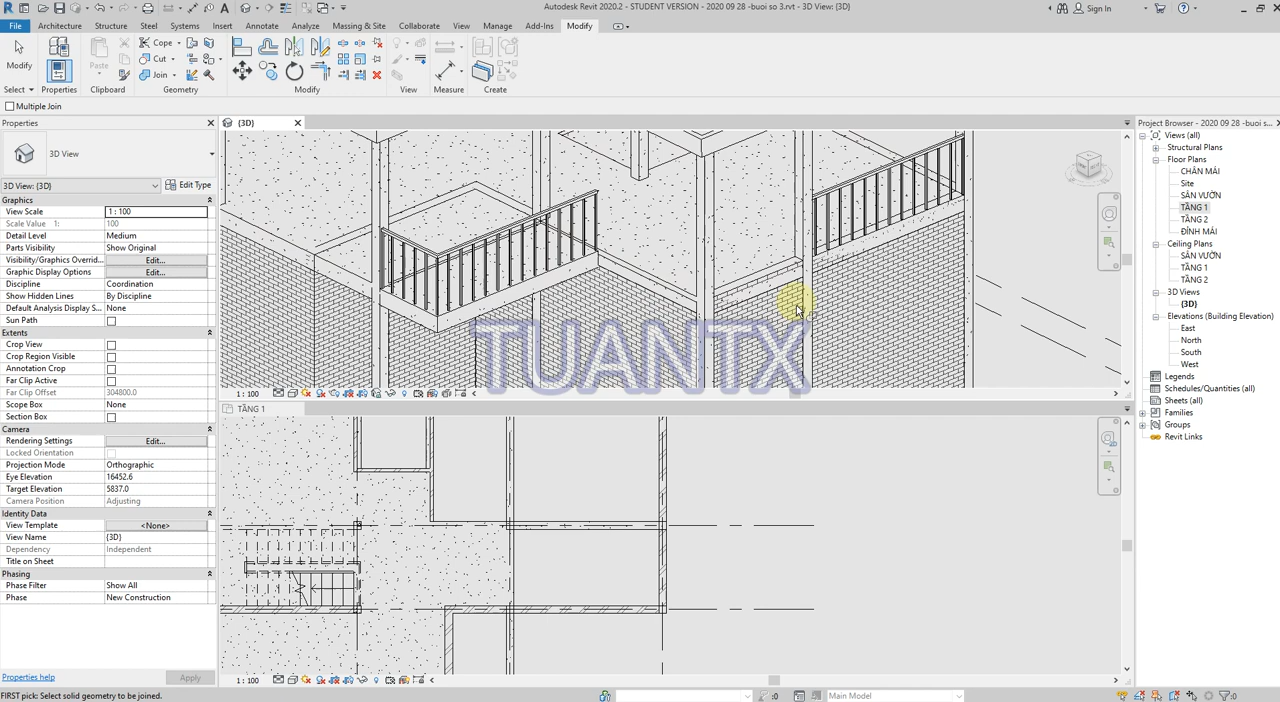 Autodesk Revit 2020.2 - STUDENT VERSION - 2020 09 28 -buoi so 3.rvt - 3D View: {3D}
Sign In
File Architecture Structure Steel Systems Insert Annotate Analyze Massing & Site Collaborate View Manage Add-Ins Modify
Modify
Paste
Cope
Cut
Join
Select Properties Clipboard Geometry Modify View Measure Create
Multiple Join
Properties
3D View
3D View: {3D}
Edit Type
Graphics
View Scale 1 : 100
Scale Value 1: 100
Detail Level Medium
Parts Visibility Show Original
Visibility/Graphics Overrid... Edit...
Graphic Display Options Edit...
Discipline Coordination
Show Hidden Lines By Discipline
Default Analysis Display S... None
Sun Path
Extents
Crop View
Crop Region Visible
Annotation Crop
Far Clip Active
Far Clip Offset 304800.0
Scope Box None
Section Box
Camera
Rendering Settings Edit...
Locked Orientation
Projection Mode Orthographic
Eye Elevation 16452.6
Target Elevation 5837.0
Camera Position Adjusting
Identity Data
View Template <None>
View Name {3D}
Dependency Independent
Title on Sheet
Phasing
Phase Filter Show All
Phase New Construction
Properties help
Apply
{3D}
TUANTX
1 : 100
TẦNG 1
1 : 100
Project Browser - 2020 09 28 -buoi s...
Views (all)
Structural Plans
Floor Plans
CHÂN MÁI
Site
SÂN VƯỜN
TẦNG 1
TẦNG 2
ĐỈNH MÁI
Ceiling Plans
SÂN VƯỜN
TẦNG 1
TẦNG 2
3D Views
{3D}
Elevations (Building Elevation)
East
North
South
West
Legends
Schedules/Quantities (all)
Sheets (all)
Families
Groups
Revit Links
FIRST pick: Select solid geometry to be joined.
:0
Main Model
:0